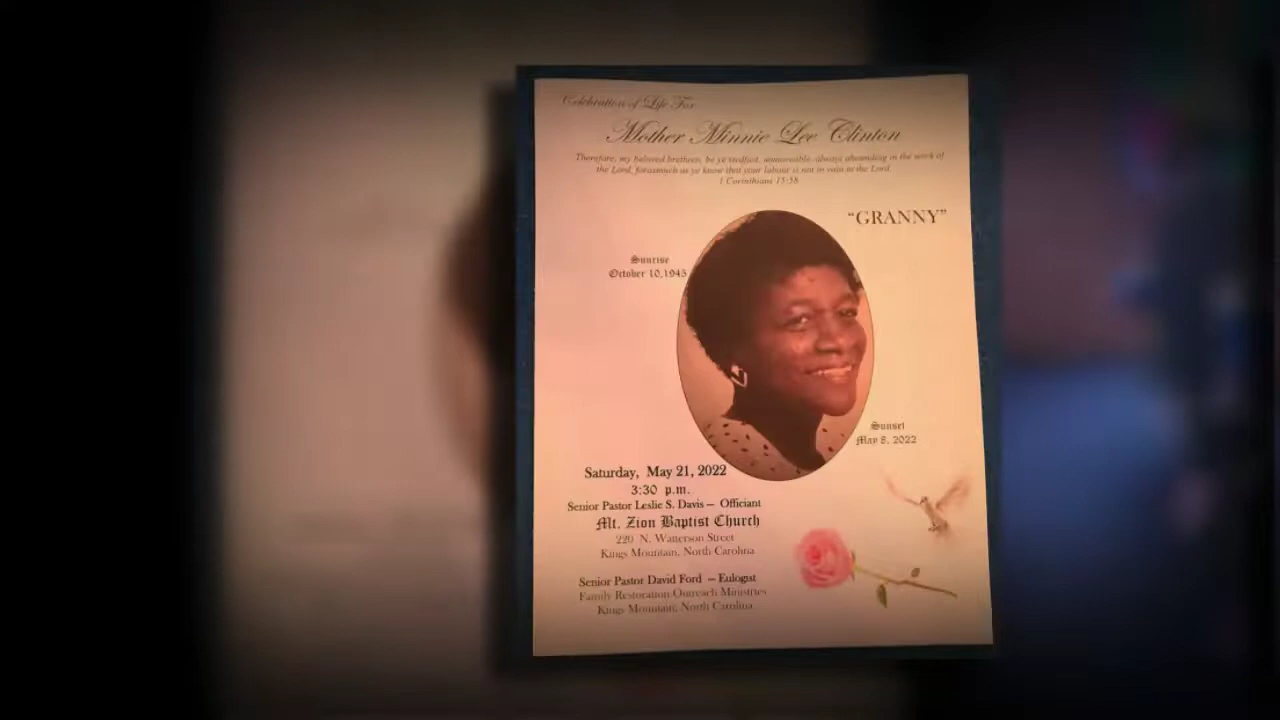 Celebration of Life For
Mother Minnie Lee Clinton
Therefore, my beloved brethren, be ye stedfast, unmoveable, always abounding in the work of
the Lord, forasmuch as ye know that your labour is not in vain in the Lord.
1 Corinthians 15:58
“GRANNY”
Sunrise
October 10,1945
Sunset
May 8, 2022
Saturday, May 21, 2022
3:30 p.m.
Senior Pastor Leslie S. Davis – Officiant
Mt. Zion Baptist Church
220 N. Watterson Street
Kings Mountain, North Carolina
Senior Pastor David Ford – Eulogist
Family Restoration Outreach Ministries
Kings Mountain, North Carolina